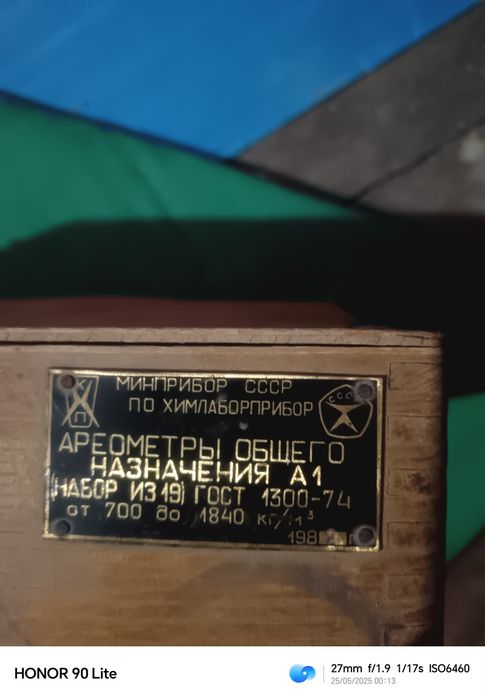 МИНПРИБОР СССР
ПО ХИМЛАБОРПРИБОР
СССР
АРЕОМЕТРЫ ОБЩЕГО
НАЗНАЧЕНИЯ А1
(НАБОР ИЗ 19) ГОСТ 1300-74
от 700 до 1840 кг/м³
HONOR 90 Lite
27mm f/1.9 1/17s ISO6460
25/05/2025 00:13